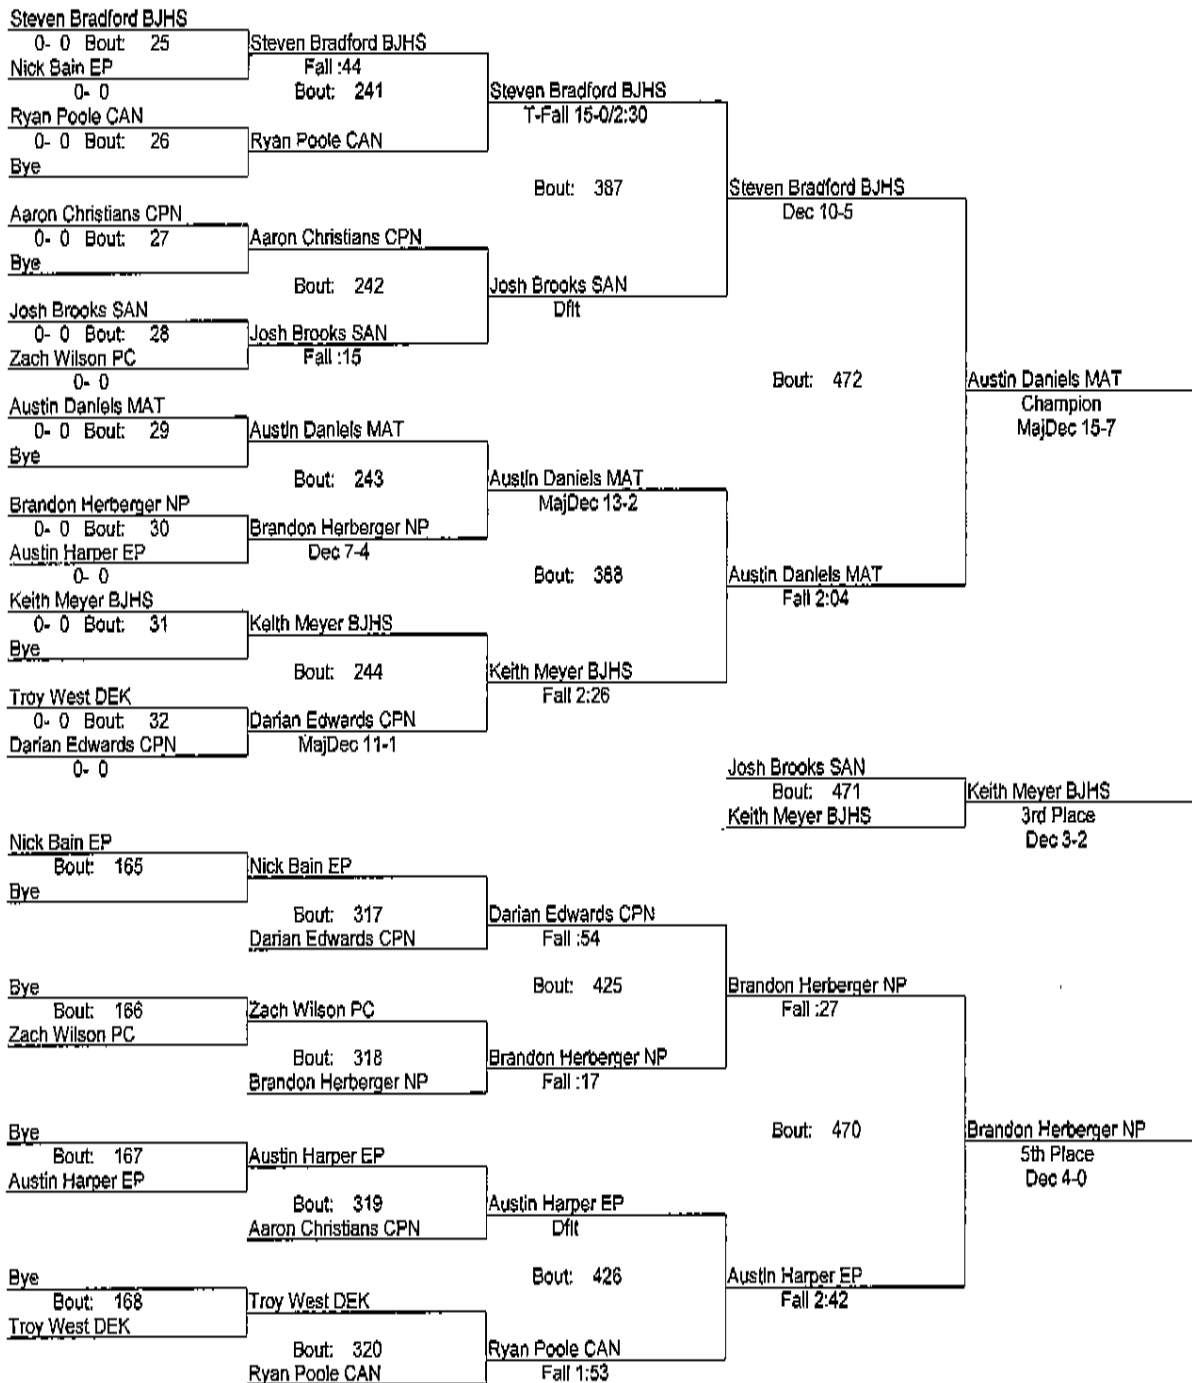 Steven Bradford BJHS
0- 0 Bout: 25
Nick Bain EP
0- 0
Ryan Poole CAN
0- 0 Bout: 26
Bye
Aaron Christians CPN
0- 0 Bout: 27
Bye
Josh Brooks SAN
0- 0 Bout: 28
Zach Wilson PC
0- 0
Austin Daniels MAT
0- 0 Bout: 29
Bye
Brandon Herberger NP
0- 0 Bout: 30
Austin Harper EP
0- 0
Keith Meyer BJHS
0- 0 Bout: 31
Bye
Troy West DEK
0- 0 Bout: 32
Darian Edwards CPN
0- 0
Steven Bradford BJHS
Fall :44
Bout: 241
Ryan Poole CAN
Aaron Christians CPN
Bout: 242
Josh Brooks SAN
Fall :15
Austin Daniels MAT
Bout: 243
Brandon Herberger NP
Dec 7-4
Keith Meyer BJHS
Bout: 244
Darian Edwards CPN
MajDec 11-1
Steven Bradford BJHS
T-Fall 15-0/2:30
Bout: 387
Josh Brooks SAN
Dflt
Austin Daniels MAT
MajDec 13-2
Bout: 388
Keith Meyer BJHS
Fall 2:26
Steven Bradford BJHS
Dec 10-5
Bout: 472
Austin Daniels MAT
Fall 2:04
Austin Daniels MAT
Champion
MajDec 15-7
Josh Brooks SAN
Bout: 471
Keith Meyer BJHS
Keith Meyer BJHS
3rd Place
Dec 3-2
Nick Bain EP
Bout: 165
Bye
Bye
Bout: 166
Zach Wilson PC
Bye
Bout: 167
Austin Harper EP
Bye
Bout: 168
Troy West DEK
Nick Bain EP
Bout: 317
Darian Edwards CPN
Zach Wilson PC
Bout: 318
Brandon Herberger NP
Austin Harper EP
Bout: 319
Aaron Christians CPN
Troy West DEK
Bout: 320
Ryan Poole CAN
Darian Edwards CPN
Fall :54
Bout: 425
Brandon Herberger NP
Fall :17
Austin Harper EP
Dflt
Bout: 426
Ryan Poole CAN
Fall 1:53
Brandon Herberger NP
Fall :27
Bout: 470
Austin Harper EP
Fall 2:42
Brandon Herberger NP
5th Place
Dec 4-0